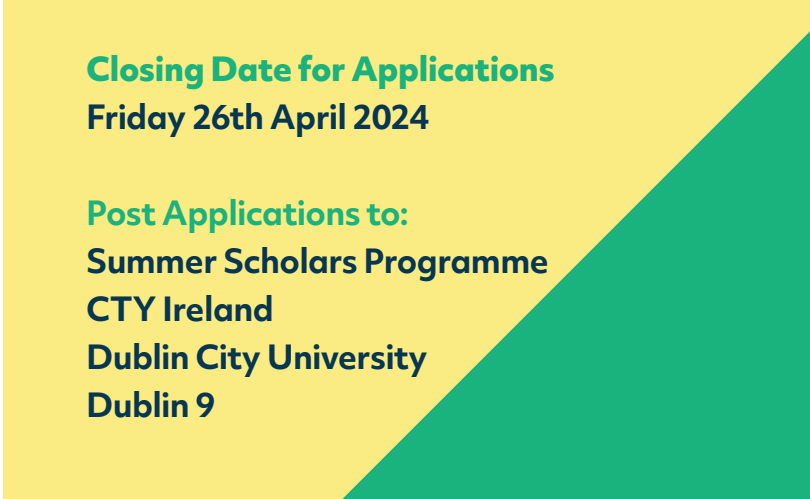 Closing Date for Applications
Friday 26th April 2024
Post Applications to:
Summer Scholars Programme
CTY Ireland
Dublin City University
Dublin 9